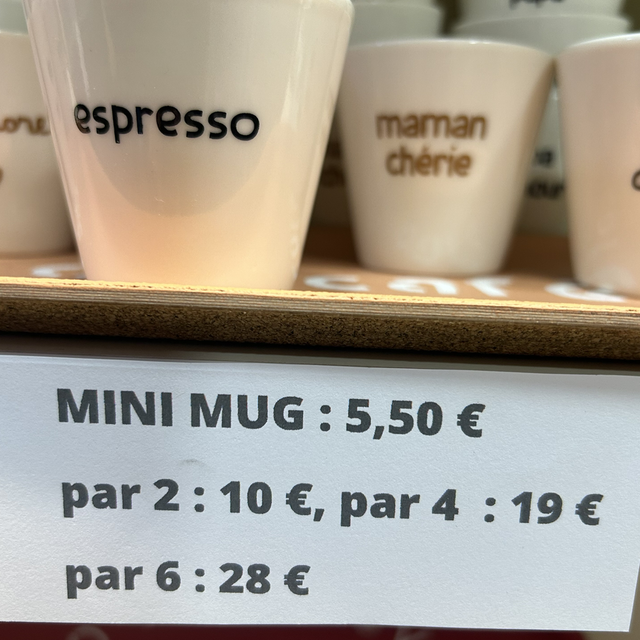 espresso
maman
chérie
MINI MUG : 5,50 €
par 2 : 10 €, par 4 : 19 €
par 6 : 28 €